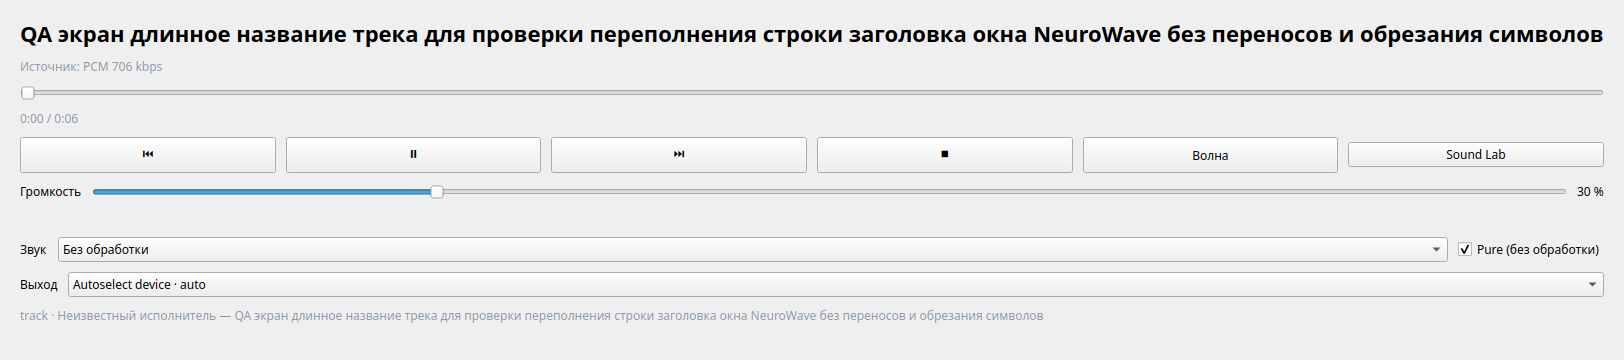 QA экран длинное название трека для проверки переполнения строки заголовка окна NeuroWave без переносов и обрезания символов
Источник: PCM 706 kbps
0:00 / 0:06
Волна Sound Lab
Громкость 30 %
Звук Без обработки Pure (без обработки)
Выход Autoselect device · auto
track · Неизвестный исполнитель — QA экран длинное название трека для проверки переполнения строки заголовка окна NeuroWave без переносов и обрезания символов